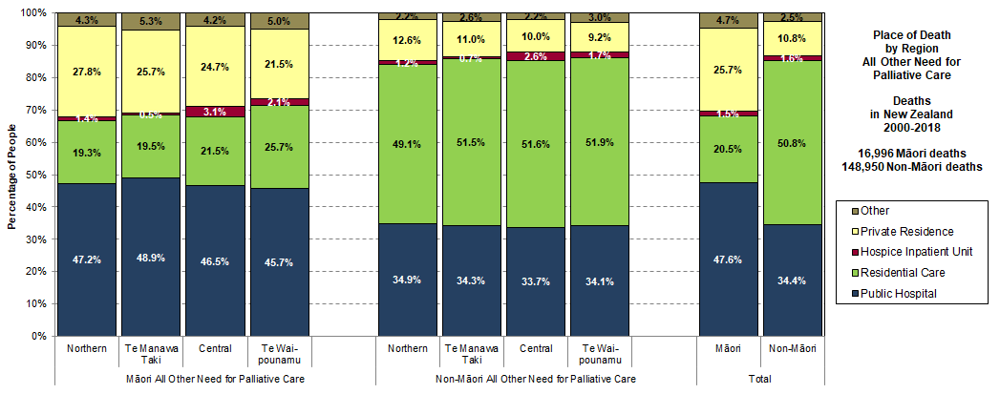 Percentage of People
100%
90%
80%
70%
60%
50%
40%
30%
20%
10%
0%
4.3% 5.3% 4.2% 5.0% 2.2% 2.6% 2.2% 3.0% 4.7% 2.5%
27.8% 25.7% 24.7% 21.5% 12.6% 11.0% 10.0% 9.2% 25.7% 10.8%
1.4% 0.6% 3.1% 2.1% 1.2% 0.7% 2.6% 1.7% 1.5% 1.6%
19.3% 19.5% 21.5% 25.7% 49.1% 51.5% 51.6% 51.9% 20.5% 50.8%
47.2% 48.9% 46.5% 45.7% 34.9% 34.3% 33.7% 34.1% 47.6% 34.4%
Northern Te Manawa Central Te Wai- Northern Te Manawa Central Te Wai- Māori Non-Māori
Taki pounamu Taki pounamu
Māori All Other Need for Palliative Care Non-Māori All Other Need for Palliative Care Total
Place of Death
by Region
All Other Need for
Palliative Care
Deaths
in New Zealand
2000-2018
16,996 Māori deaths
148,950 Non-Māori deaths
Other
Private Residence
Hospice Inpatient Unit
Residential Care
Public Hospital